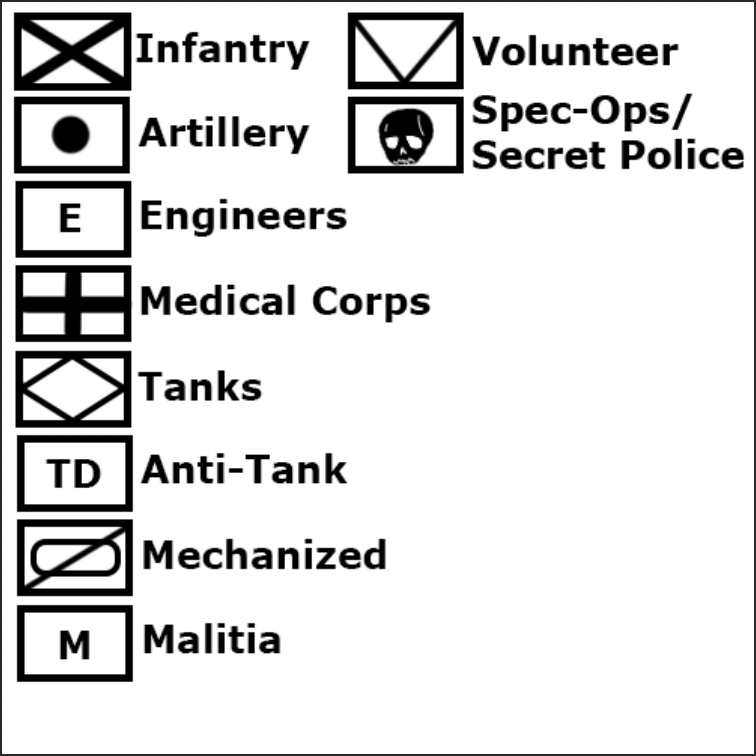 Infantry
Artillery
E Engineers
Medical Corps
Tanks
TD Anti-Tank
Mechanized
M Malitia
Volunteer
Spec-Ops/
Secret Police